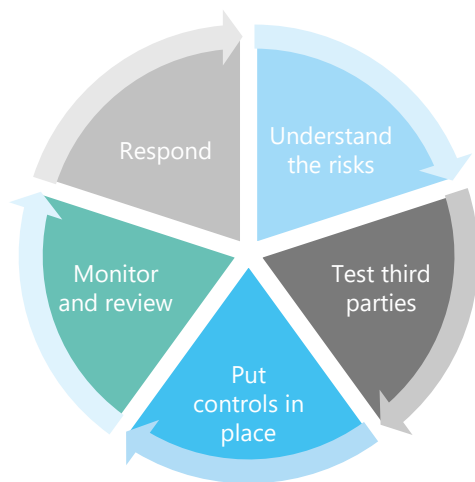 Understand
the risks
Test third
parties
Put
controls in
place
Monitor
and review
Respond